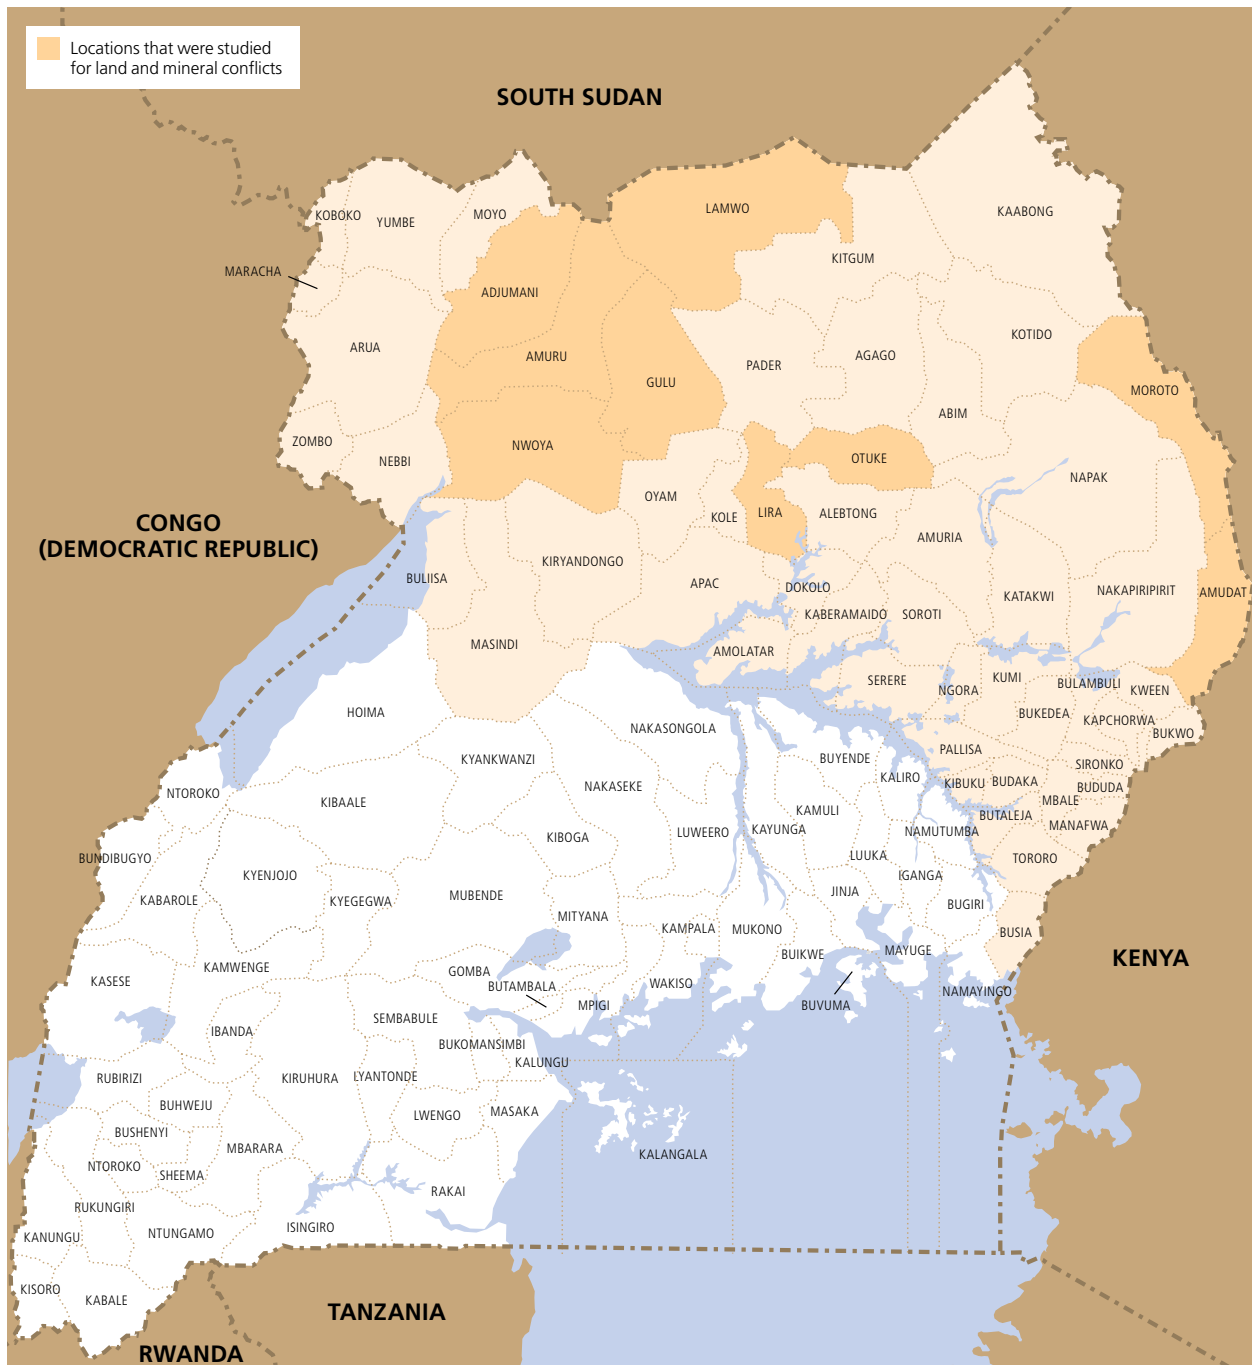 Locations that were studied
for land and mineral conflicts
SOUTH SUDAN
LAMWO
KOBOKO
YUMBE
MOYO
KAABONG
MARACHA
KITGUM
ADJUMANI
KOTIDO
ARUA
AMURU
AGAGO
PADER
GULU
MOROTO
ABIM
ZOMBO
NWOYA
NEBBI
OTUKE
NAPAK
OYAM
KOLE
LIRA
ALEBTONG
CONGO
(DEMOCRATIC REPUBLIC)
AMURIA
KIRYANDONGO
BULIISA
APAC
DOKOLO
KATAKWI
NAKAPIRIPIRIT
AMUDAT
KABERAMAIDO
SOROTI
MASINDI
AMOLATAR
SERERE
NGORA
KUMI
BULAMBULI
KWEEN
HOIMA
BUKEDEA
KAPCHORWA
NAKASONGOLA
BUKWO
PALLISA
KYANKWANZI
BUYENDE
SIRONKO
KALIRO
KIBUKU
BUDAKA
NAKASEKE
BUDUDA
NTOROKO
KIBAALE
MBALE
KAMULI
BUTALEJA
MANAFWA
KIBOGA
LUWEERO
KAYUNGA
NAMUTUMBA
BUNDIBUGYO
LUUKA
TORORO
KYENJOJO
IGANGA
KABAROLE
KYEGEGWA
MUBENDE
JINJA
BUGIRI
MITYANA
KAMPALA
MUKONO
BUSIA
BUIKWE
MAYUGE
KENYA
KAMWENGE
GOMBA
KASESE
BUTAMBALA
WAKISO
NAMAYINGO
MPIGI
BUVUMA
SEMBABULE
IBANDA
BUKOMANSIMBI
KALUNGU
RUBIRIZI
KIRUHURA
LYANTONDE
BUHWEJU
LWENGO
MASAKA
BUSHENYI
MBARARA
KALANGALA
NTOROKO
SHEEMA
RAKAI
RUKUNGIRI
ISINGIRO
KANUNGU
NTUNGAMO
KISORO
KABALE
TANZANIA
RWANDA